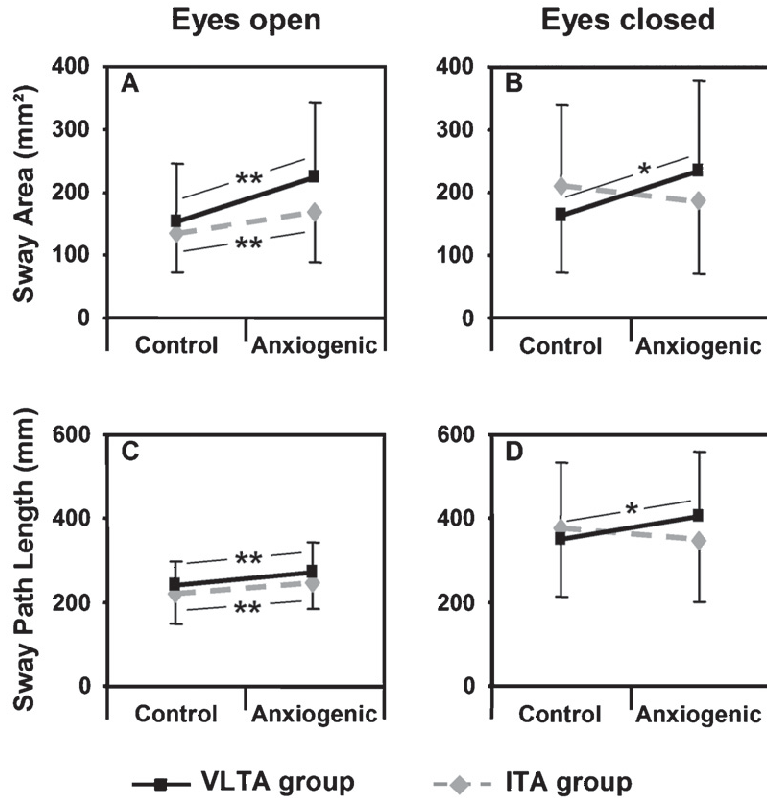 Eyes open
Eyes closed
Sway Area (mm²)
400
300
200
100
0
A
**
**
Control
Anxiogenic
400
300
200
100
0
B
*
Control
Anxiogenic
Sway Path Length (mm)
600
400
200
0
C
**
**
Control
Anxiogenic
600
400
200
0
D
*
Control
Anxiogenic
VLTA group
ITA group